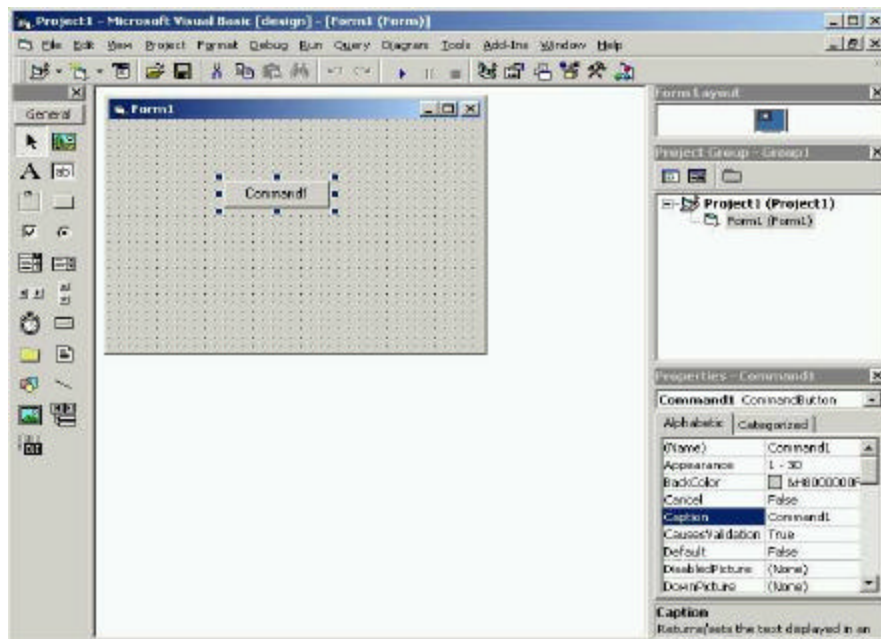 Project1 - Microsoft Visual Basic [design] - [Form1 (Form)]
File Edit View Project Format Debug Run Query Diagram Tools Add-Ins Window Help
General
A
ab|
Form1
Command1
Form Layout
Project Group - Group1
Project1 (Project1)
Form1 (Form1)
Properties - Command1
Command1 CommandButton
Alphabetic Categorized
(Name) Command1
Appearance 1 - 3D
BackColor &H8000000F
Cancel False
Caption Command1
CausesValidation True
Default False
DisabledPicture (None)
DownPicture (None)
Caption
Returns/sets the text displayed in an